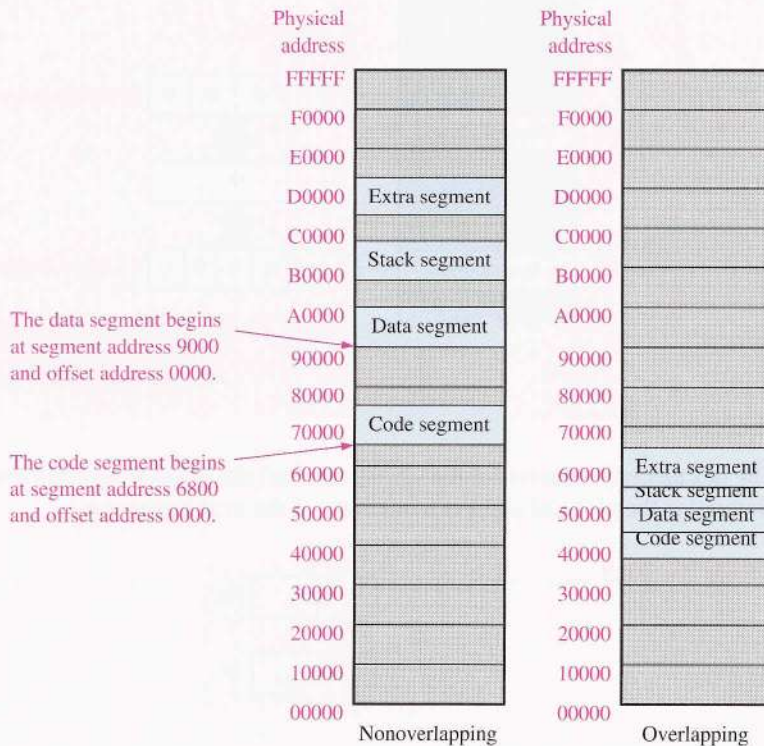 Physical
address
FFFFF
F0000
E0000
D0000
C0000
B0000
A0000
90000
80000
70000
60000
50000
40000
30000
20000
10000
00000
Extra segment
Stack segment
Data segment
Code segment
Nonoverlapping
The data segment begins
at segment address 9000
and offset address 0000.
The code segment begins
at segment address 6800
and offset address 0000.
Physical
address
FFFFF
F0000
E0000
D0000
C0000
B0000
A0000
90000
80000
70000
60000
50000
40000
30000
20000
10000
00000
Extra segment
Stack segment
Data segment
Code segment
Overlapping